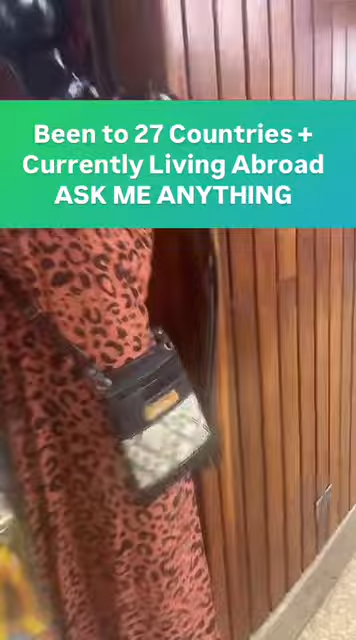 Been to 27 Countries +
Currently Living Abroad
ASK ME ANYTHING